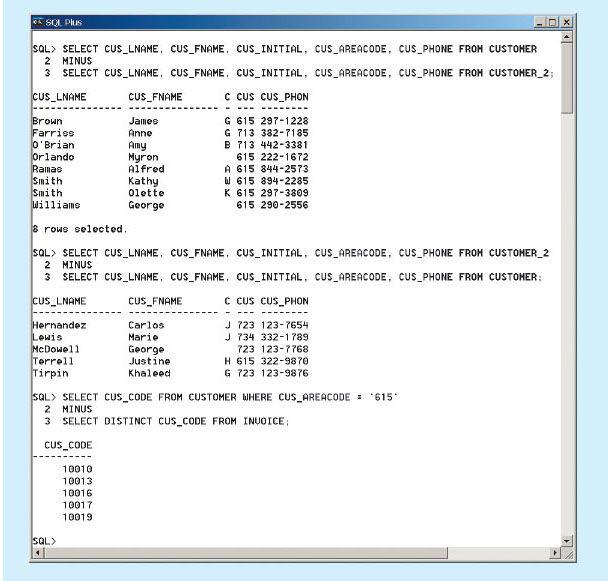 SQL Plus
SQL> SELECT CUS_LNAME, CUS_FNAME, CUS_INITIAL, CUS_AREACODE, CUS_PHONE FROM CUSTOMER
2 MINUS
3 SELECT CUS_LNAME, CUS_FNAME, CUS_INITIAL, CUS_AREACODE, CUS_PHONE FROM CUSTOMER_2;
CUS_LNAME CUS_FNAME C CUS CUS_PHON
--------------- --------------- - --- --------
Brown James G 615 297-1228
Farriss Anne G 713 382-7185
O'Brian Amy B 713 442-3381
Orlando Myron 615 222-1672
Ramas Alfred A 615 844-2573
Smith Kathy W 615 894-2285
Smith Olette K 615 297-3809
Williams George 615 290-2556
8 rows selected.
SQL> SELECT CUS_LNAME, CUS_FNAME, CUS_INITIAL, CUS_AREACODE, CUS_PHONE FROM CUSTOMER_2
2 MINUS
3 SELECT CUS_LNAME, CUS_FNAME, CUS_INITIAL, CUS_AREACODE, CUS_PHONE FROM CUSTOMER;
CUS_LNAME CUS_FNAME C CUS CUS_PHON
--------------- --------------- - --- --------
Hernandez Carlos J 723 123-7654
Lewis Marie J 734 332-1789
McDowell George 723 123-7768
Terrell Justine H 615 322-9870
Tirpin Khaleed G 723 123-9876
SQL> SELECT CUS_CODE FROM CUSTOMER WHERE CUS_AREACODE = '615'
2 MINUS
3 SELECT DISTINCT CUS_CODE FROM INVOICE;
CUS_CODE
----------
10010
10013
10016
10017
10019
SQL>